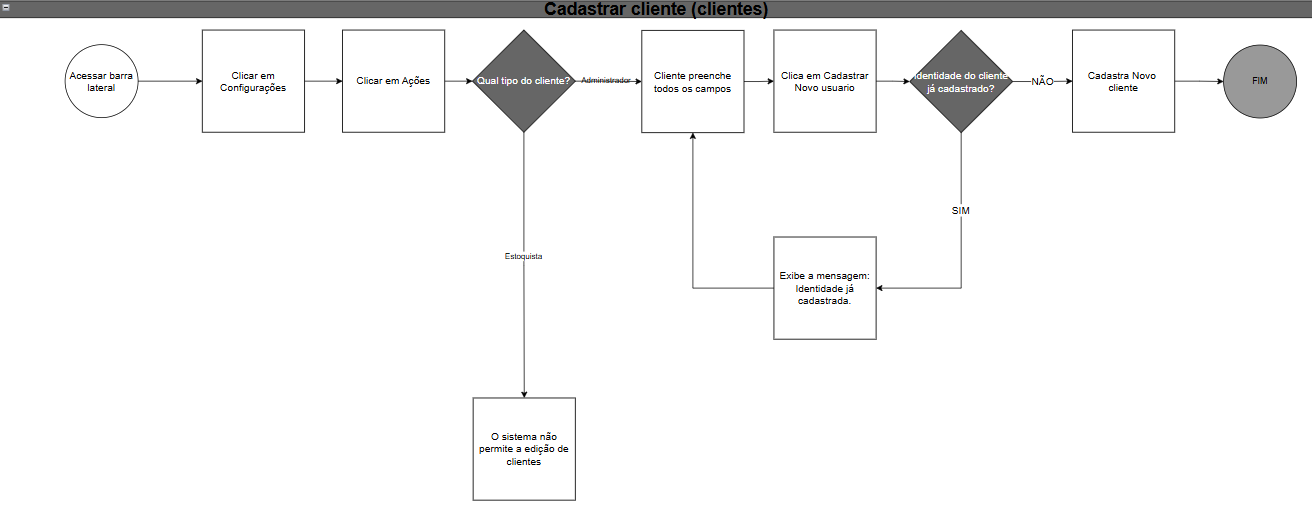 Cadastrar cliente (clientes)
Acessar barra
lateral
Clicar em
Configurações
Clicar em Ações
Qual tipo do cliente?
Administrador
Cliente preenche
todos os campos
Clica em Cadastrar
Novo usuario
Identidade do cliente
já cadastrado?
NÃO
Cadastra Novo
cliente
FIM
SIM
Estoquista
Exibe a mensagem:
Identidade já
cadastrada.
O sistema não
permite a edição de
clientes